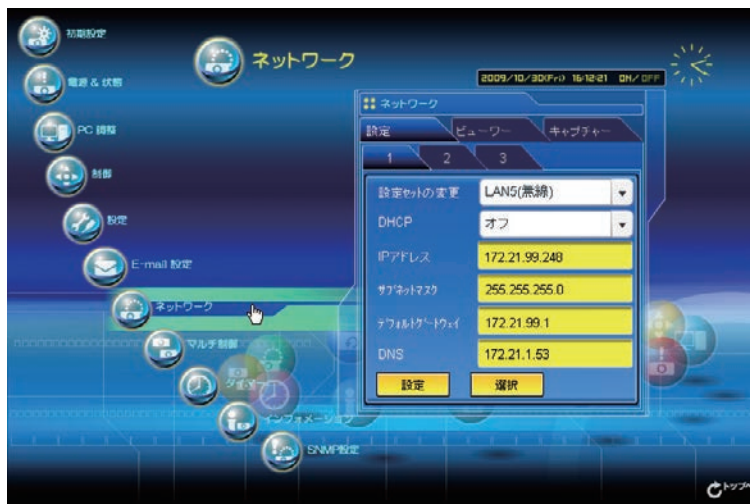 初期設定
電源 & 状態
PC 調整
制御
設定
E-mail 設定
ネットワーク
マルチ制御
タイマー
インフォメーション
SNMP設定
ネットワーク
2009/10/30(Fri) 16:12:21 ON/OFF
ネットワーク
設定 ビューワー キャプチャー
1 2 3
設定セットの変更 LAN5(無線)
DHCP オフ
IPアドレス 172.21.99.248
サブネットマスク 255.255.255.0
デフォルトゲートウェイ 172.21.99.1
DNS 172.21.1.53
設定 選択